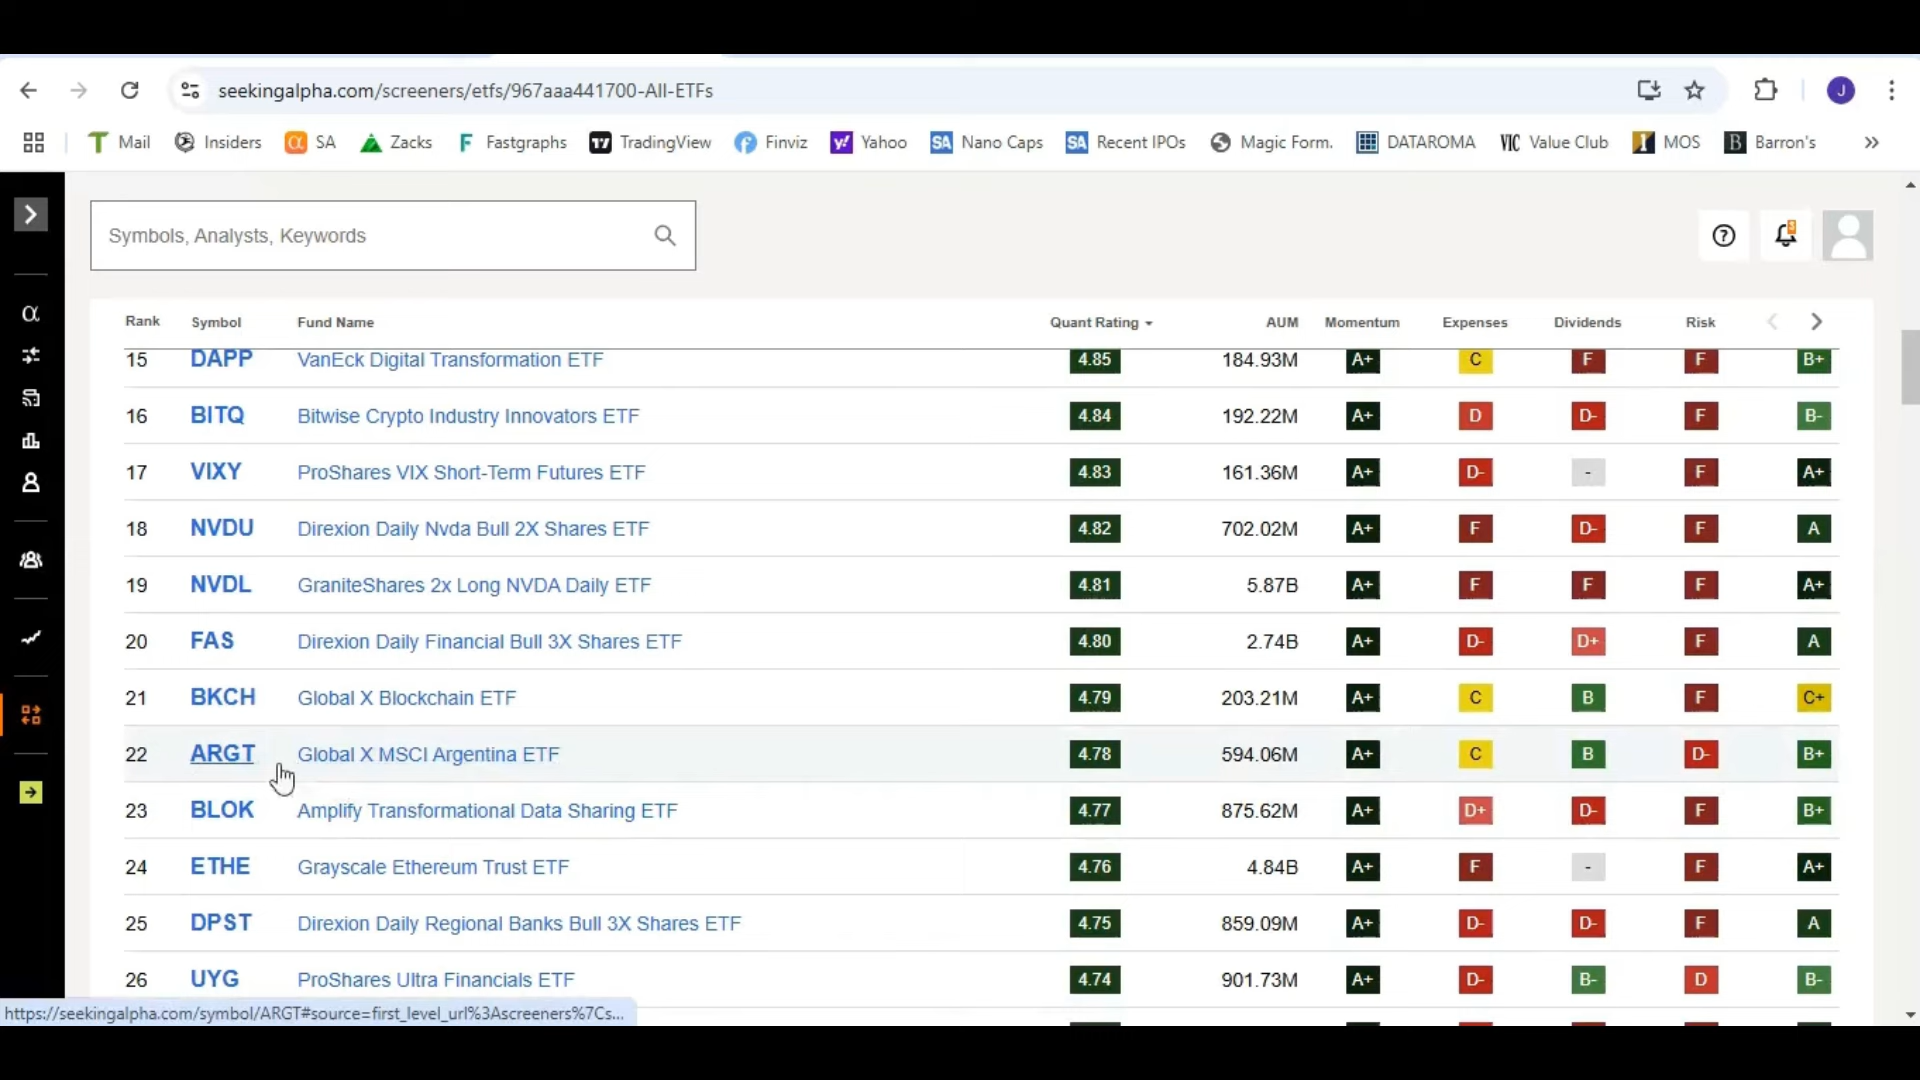 seekingalpha.com/screeners/etfs/967aaa441700-All-ETFs
J
Mail Insiders SA Zacks Fastgraphs TradingView Finviz Yahoo Nano Caps Recent IPOs Magic Form. DATAROMA Value Club MOS Barron's
Symbols, Analysts, Keywords
Rank Symbol Fund Name Quant Rating AUM Momentum Expenses Dividends Risk
15 DAPP VanEck Digital Transformation ETF 4.85 184.93M A+ C F F B+
16 BITQ Bitwise Crypto Industry Innovators ETF 4.84 192.22M A+ D D- F B-
17 VIXY ProShares VIX Short-Term Futures ETF 4.83 161.36M A+ D- - F A+
18 NVDU Direxion Daily Nvda Bull 2X Shares ETF 4.82 702.02M A+ F D- F A
19 NVDL GraniteShares 2x Long NVDA Daily ETF 4.81 5.87B A+ F F F A+
20 FAS Direxion Daily Financial Bull 3X Shares ETF 4.80 2.74B A+ D- D+ F A
21 BKCH Global X Blockchain ETF 4.79 203.21M A+ C B F C+
22 ARGT Global X MSCI Argentina ETF 4.78 594.06M A+ C B D- B+
23 BLOK Amplify Transformational Data Sharing ETF 4.77 875.62M A+ D+ D- F B+
24 ETHE Grayscale Ethereum Trust ETF 4.76 4.84B A+ F - F A+
25 DPST Direxion Daily Regional Banks Bull 3X Shares ETF 4.75 859.09M A+ D- D- F A
26 UYG ProShares Ultra Financials ETF 4.74 901.73M A+ D- B- D B-
https://seekingalpha.com/symbol/ARGT#source=first_level_url%3Ascreeners%7Cs...